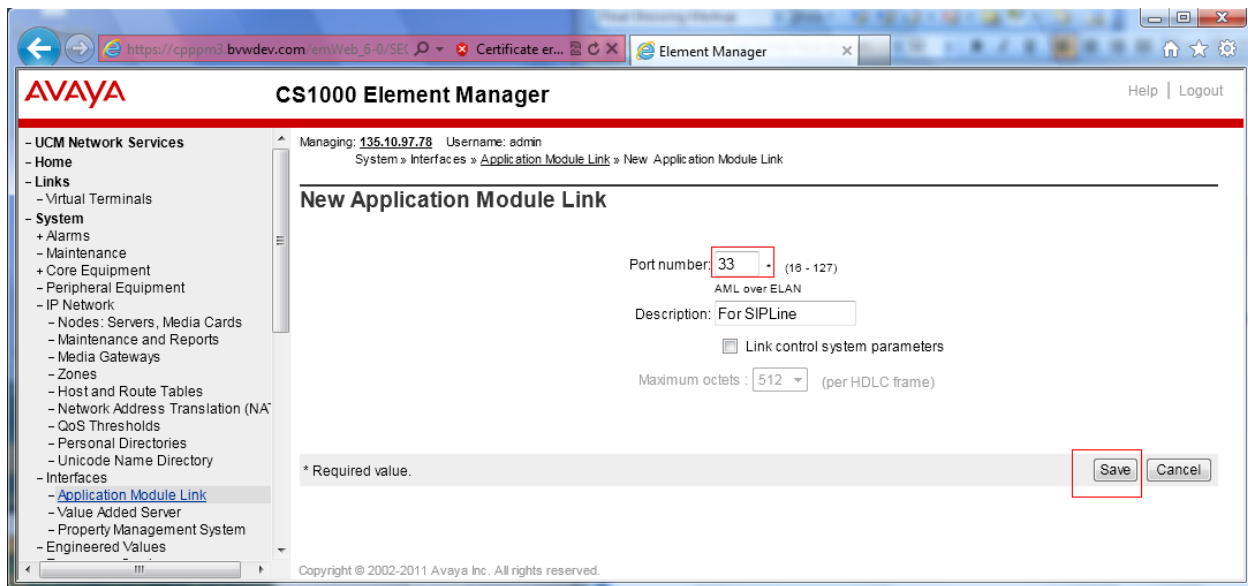 https://cpppm3.bvwdev.com/emWeb_6-0/SE( Certificate er... Element Manager
AVAYA CS1000 Element Manager Help | Logout
- UCM Network Services
- Home
- Links
- Virtual Terminals
- System
+ Alarms
- Maintenance
+ Core Equipment
- Peripheral Equipment
- IP Network
- Nodes: Servers, Media Cards
- Maintenance and Reports
- Media Gateways
- Zones
- Host and Route Tables
- Network Address Translation (NAT
- QoS Thresholds
- Personal Directories
- Unicode Name Directory
- Interfaces
- Application Module Link
- Value Added Server
- Property Management System
- Engineered Values
Managing: 135.10.97.78 Username: admin
System » Interfaces » Application Module Link » New Application Module Link
New Application Module Link
Port number: 33 * (16 - 127)
AML over ELAN
Description: For SIPLine
Link control system parameters
Maximum octets : 512 (per HDLC frame)
* Required value.
Save Cancel
Copyright © 2002-2011 Avaya Inc. All rights reserved.